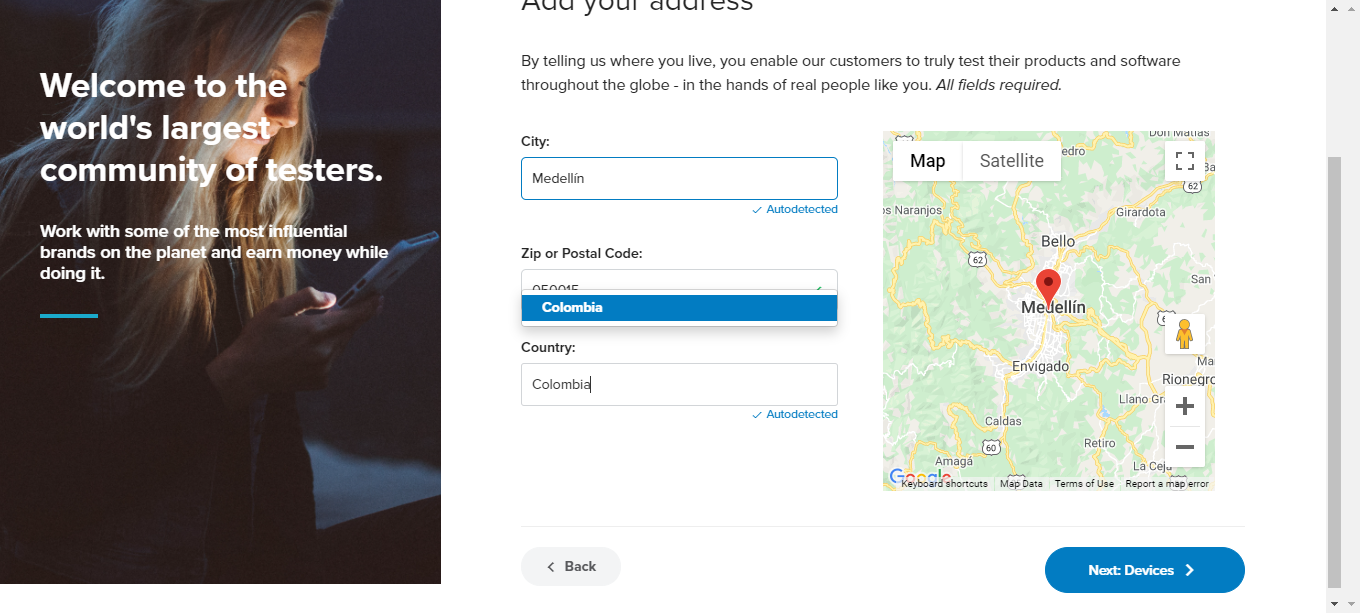 Add your address
Welcome to the
world's largest
community of testers.
Work with some of the most influential
brands on the planet and earn money while
doing it.
By telling us where you live, you enable our customers to truly test their products and software
throughout the globe - in the hands of real people like you. All fields required.
City:
Medellín
Autodetected
Zip or Postal Code:
050015
Colombia
Country:
Colombia
Autodetected
Map Satellite
Don Matías
edro
Ba
62
os Naranjos
Girardota
Bello
62
San
Medellín
6
Envigado
Ma
Rionegro
Llano Gra
Caldas
60
Retiro
Amagá
La Ceja
Google
Keyboard shortcuts Map Data Terms of Use Report a map error
Back
Next: Devices